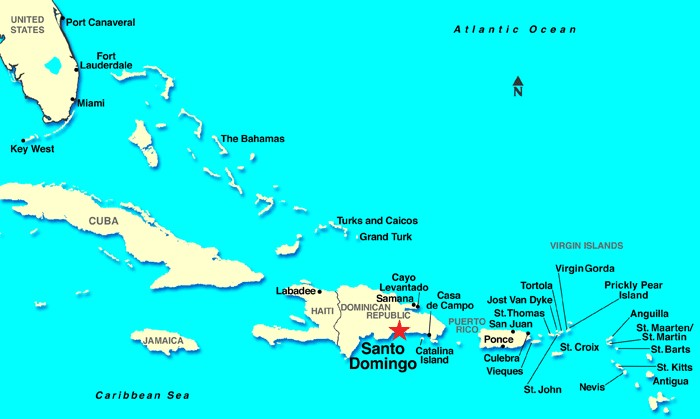 UNITED
STATES
Port Canaveral
Atlantic Ocean
Fort
Lauderdale
N
Miami
Key West
The Bahamas
CUBA
Turks and Caicos
Grand Turk
VIRGIN ISLANDS
Virgin Gorda
Cayo
Levantado
Tortola
Prickly Pear
Island
Labadee
Samana
Casa
de Campo
Jost Van Dyke
HAITI
DOMINICAN
REPUBLIC
St. Thomas
Anguilla
PUERTO
RICO
San Juan
St. Maarten/
St. Martin
JAMAICA
Ponce
Santo
Domingo
Catalina
Island
St. Croix
St. Barts
Culebra
Vieques
St. Kitts
St. John
Nevis
Antigua
Caribbean Sea